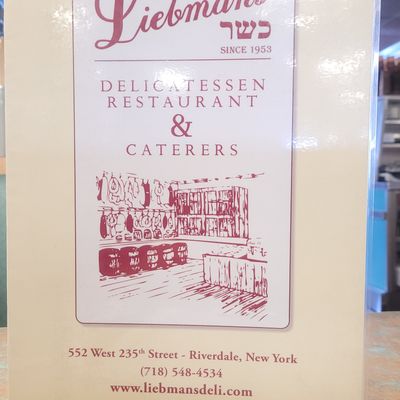 Liebman's
כשר
SINCE 1953
DELICATESSEN
RESTAURANT
&
CATERERS
552 West 235th Street - Riverdale, New York
(718) 548-4534
www.liebmansdeli.com